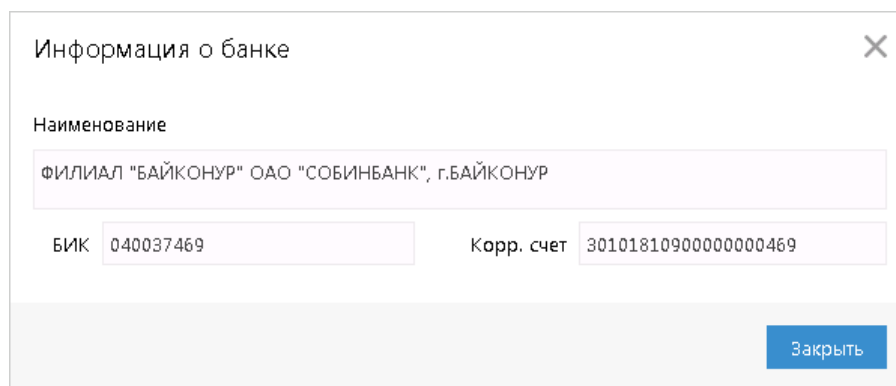 Информация о банке
Наименование
ФИЛИАЛ "БАЙКОНУР" ОАО "СОБИНБАНК", г.БАЙКОНУР
БИК 040037469 Корр. счет 30101810900000000469
Закрыть